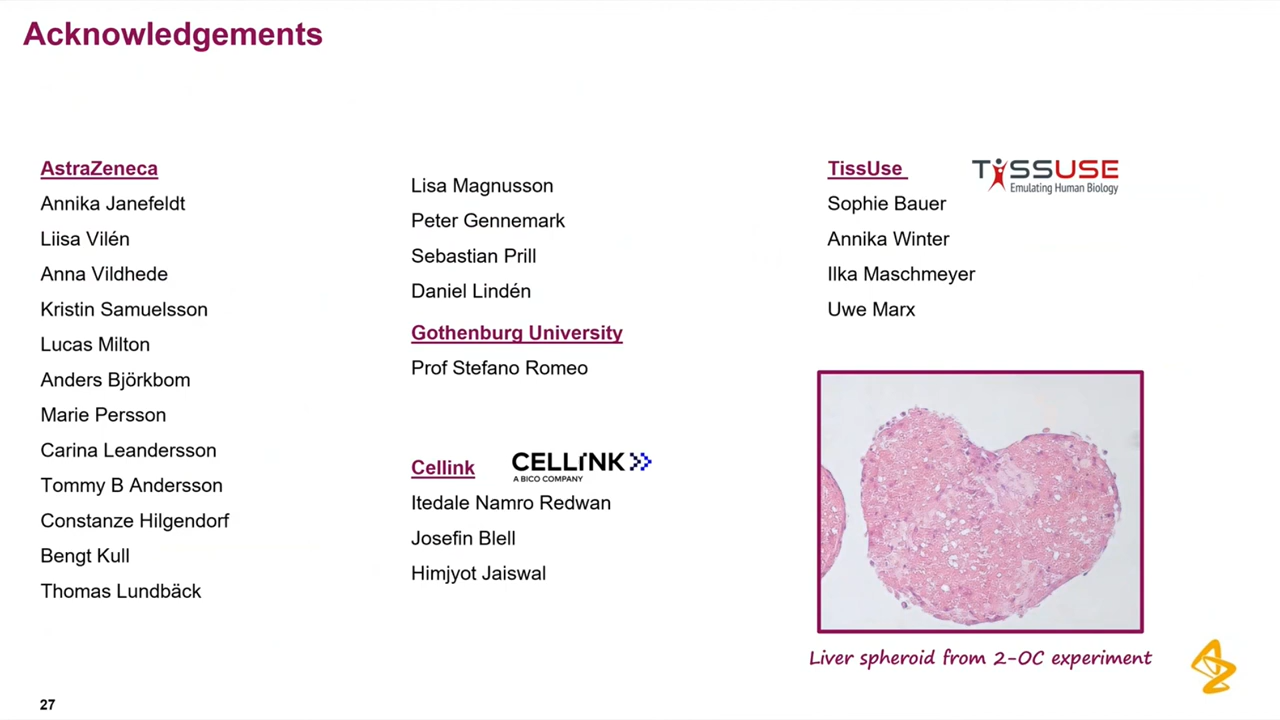 Acknowledgements
AstraZeneca
Annika Janefeldt
Liisa Vilén
Anna Vildhede
Kristin Samuelsson
Lucas Milton
Anders Björkbom
Marie Persson
Carina Leandersson
Tommy B Andersson
Constanze Hilgendorf
Bengt Kull
Thomas Lundbäck
Lisa Magnusson
Peter Gennemark
Sebastian Prill
Daniel Lindén
Gothenburg University
Prof Stefano Romeo
Cellink
CELLINK
A BICO COMPANY
Itedale Namro Redwan
Josefin Blell
Himjyot Jaiswal
TissUse
TISSUSE
Emulating Human Biology
Sophie Bauer
Annika Winter
Ilka Maschmeyer
Uwe Marx
Liver spheroid from 2-OC experiment
27